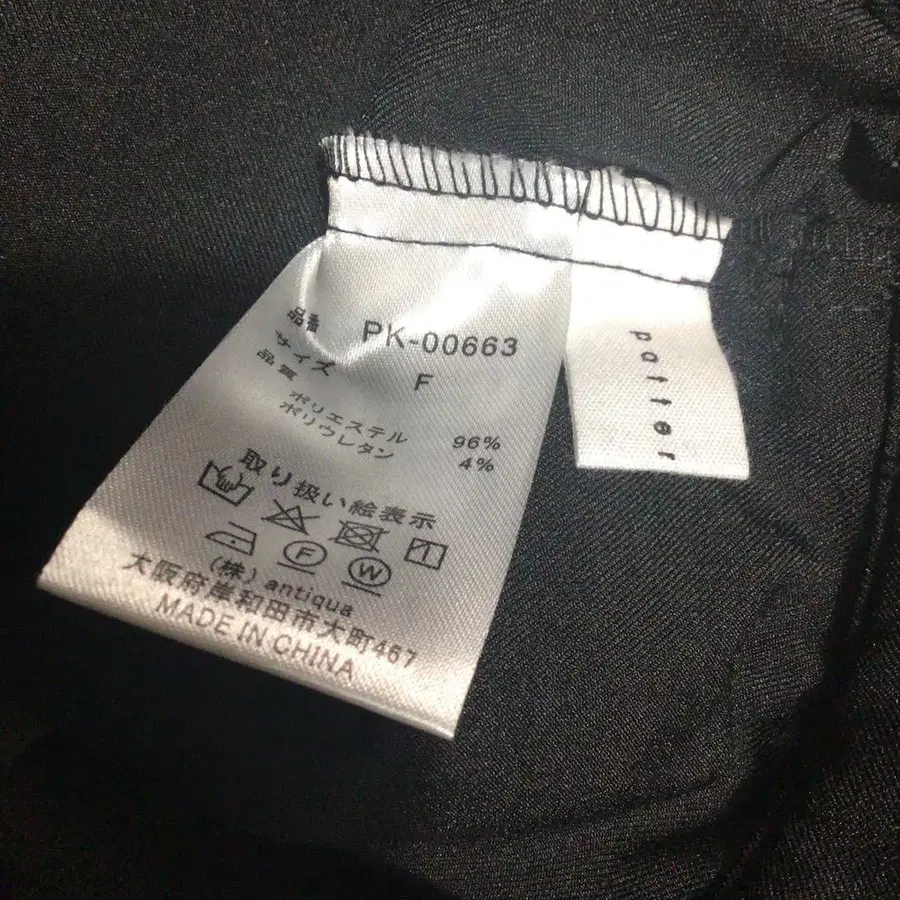 品番 PK-00663
サイズ F
品質
ポリエステル 96%
ポリウレタン 4%
取り扱い絵表示
F
W
(株) antiqua
大阪府岸和田市大町467
MADE IN CHINA
patter